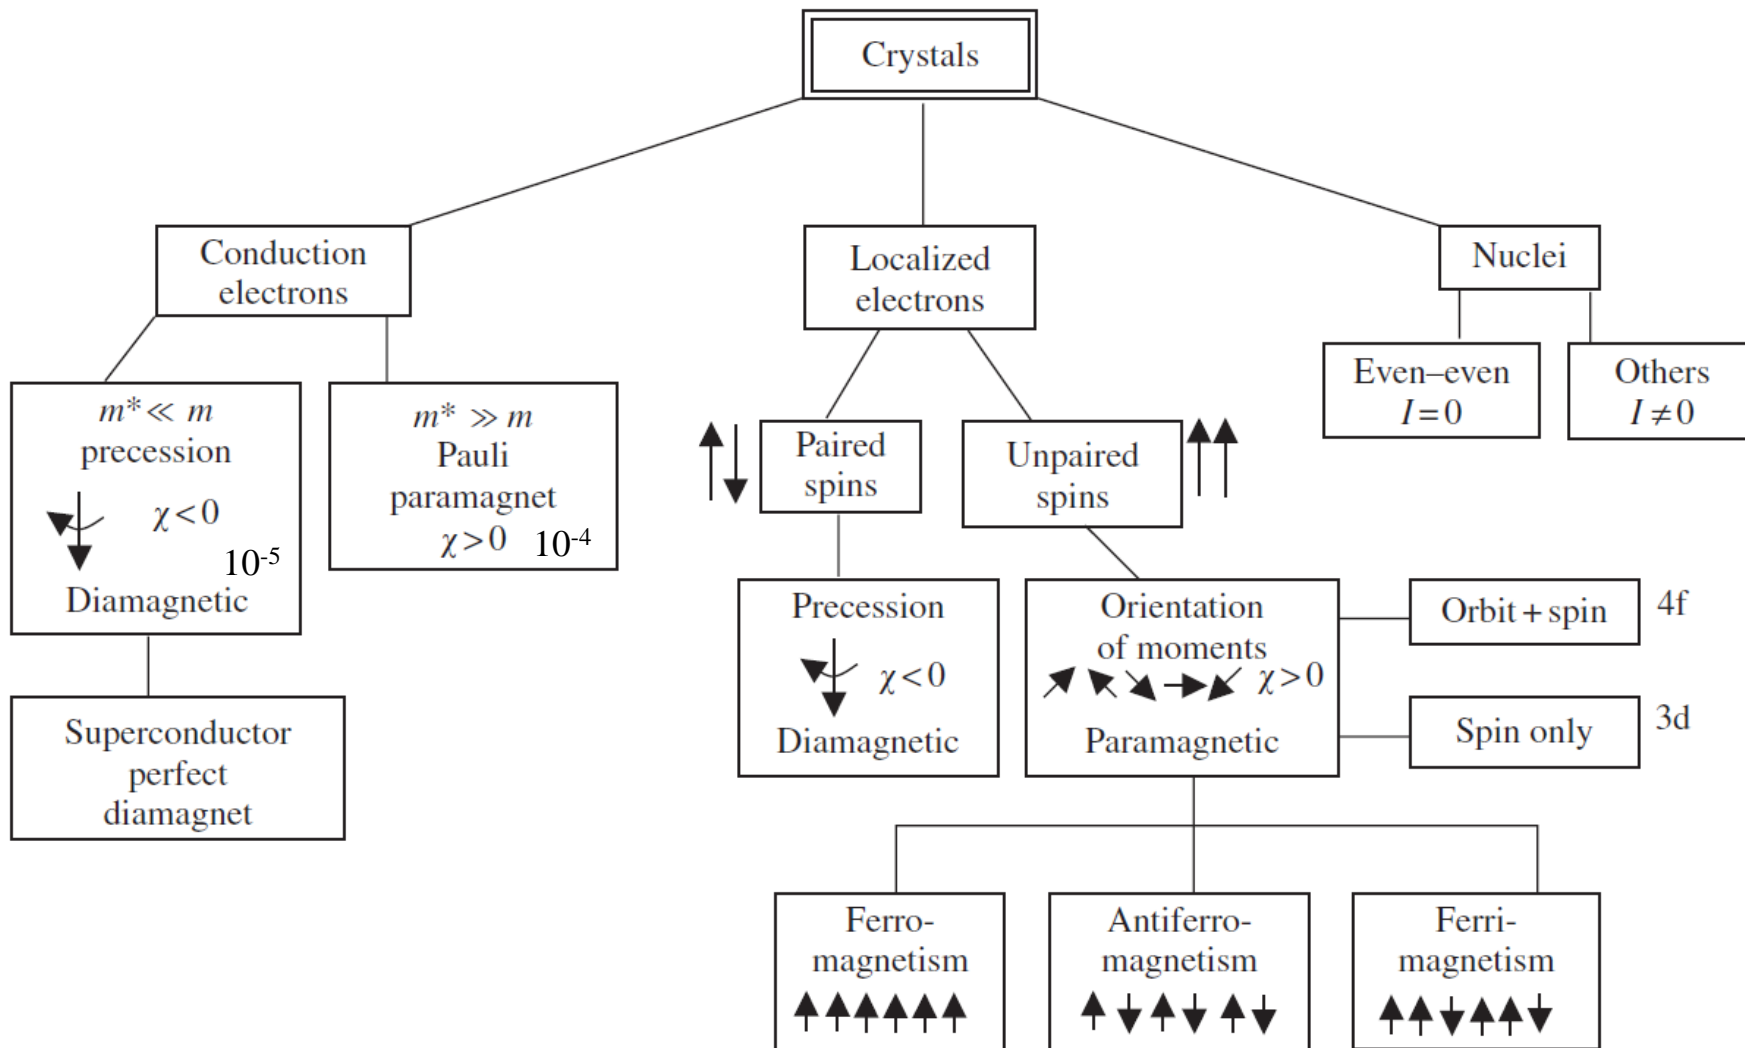 Crystals
Conduction
electrons
Localized
electrons
Nuclei
m* ≪ m
precession
χ < 0
10⁻⁵
Diamagnetic
m* ≫ m
Pauli
paramagnet
χ > 0 10⁻⁴
Paired
spins
Unpaired
spins
Even–even
I = 0
Others
I ≠ 0
Superconductor
perfect
diamagnet
Precession
χ < 0
Diamagnetic
Orientation
of moments
χ > 0
Paramagnetic
Orbit + spin
4f
Spin only
3d
Ferro-
magnetism
Antiferro-
magnetism
Ferri-
magnetism